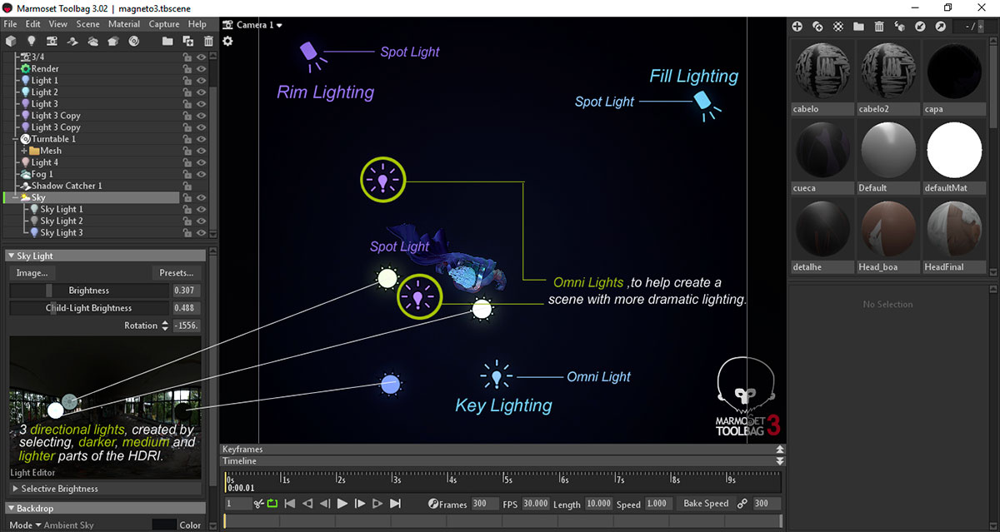 Marmoset Toolbag 3.02 | magneto3.tbscene
File Edit View Scene Material Capture Help
Camera 1
- / +
3/4
Render
Light 1
Light 2
Light 3
Light 3 Copy
Light 3 Copy
Turntable 1
Mesh
Light 4
Fog 1
Shadow Catcher 1
Sky
Sky Light 1
Sky Light 2
Sky Light 3
Sky Light
Image... Presets...
Brightness 0.307
Child-Light Brightness 0.488
Rotation -1556.
3 directional lights, created by
selecting, darker, medium and
lighter parts of the HDRI.
Light Editor
Selective Brightness
Backdrop
Mode Ambient Sky Color
Spot Light
Rim Lighting
Fill Lighting
Spot Light
Spot Light
Omni Lights ,to help create a
scene with more dramatic lighting.
Omni Light
Key Lighting
MARMOSET
TOOLBAG 3
Keyframes
Timeline
0s 1s 2s 3s 4s 5s 6s 7s 8s 9s
0:00.01
1 Frames 300 FPS 30.000 Length 10.000 Speed 1.000 Bake Speed 300
cabelo cabelo2 capa
cueca Default defaultMat
detalhe Head_boa HeadFinal
No Selection